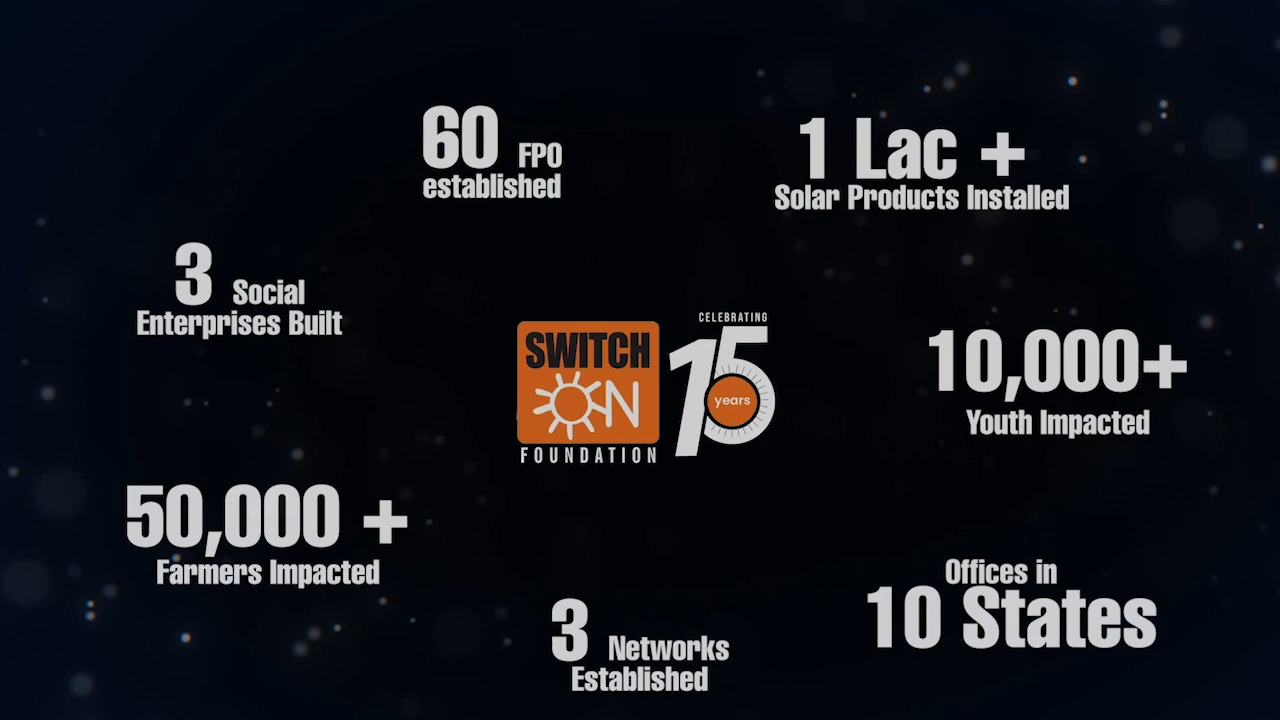 60 FPO
established
1 Lac +
Solar Products Installed
3 Social
Enterprises Built
CELEBRATING
15
years
SWITCH
ON
FOUNDATION
10,000+
Youth Impacted
50,000 +
Farmers Impacted
Offices in
10 States
3 Networks
Established